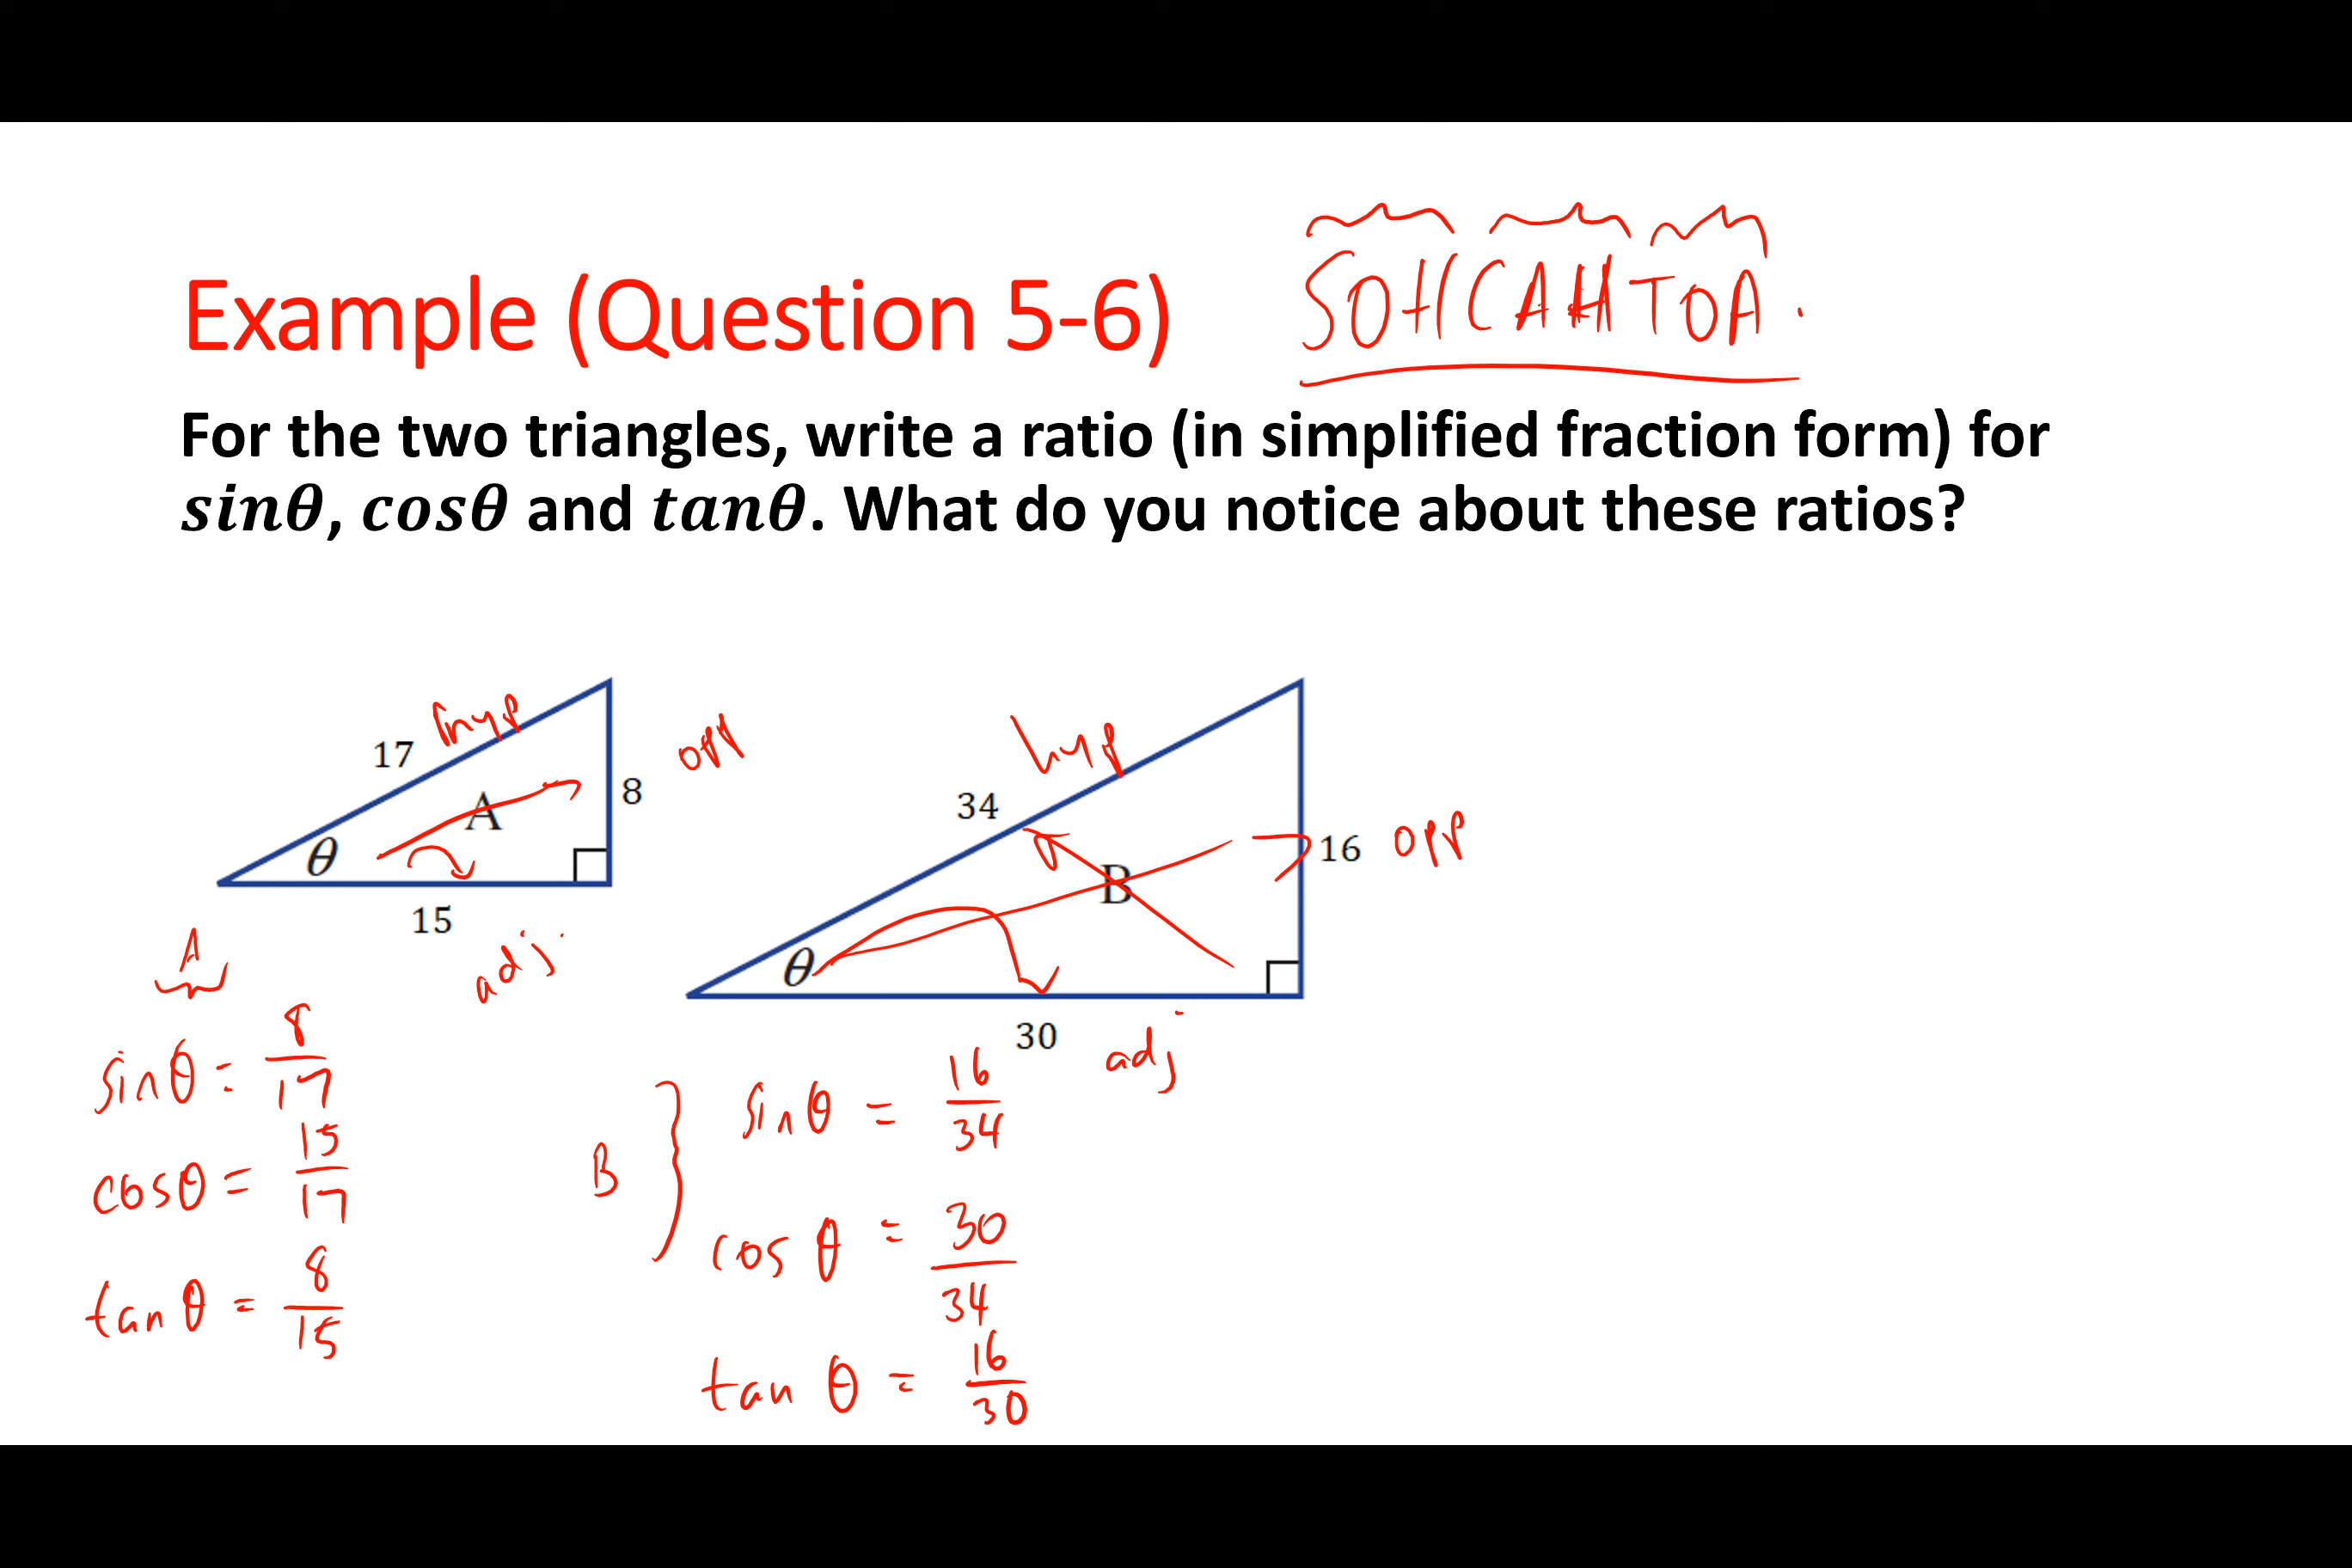 Example (Question 5-6)
SOHCAHTOA.
For the two triangles, write a ratio (in simplified fraction form) for
sinθ, cosθ and tanθ. What do you notice about these ratios?
17
hyp
opp
8
A
θ
15
adj.
hyp
34
16
opp
B
θ
30
adj
A
sinθ = 8/17
cosθ = 15/17
tanθ = 8/15
B
sinθ = 16/34
cosθ = 30/34
tanθ = 16/30